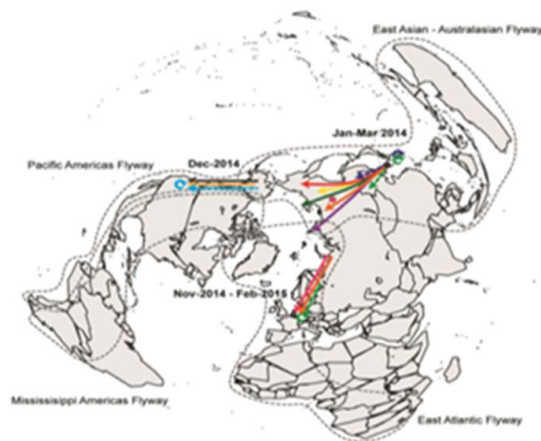 East Asian - Australasian Flyway
Jan-Mar 2014
Dec-2014
Pacific Americas Flyway
Nov-2014 - Feb-2015
Mississisippi Americas Flyway
East Atlantic Flyway